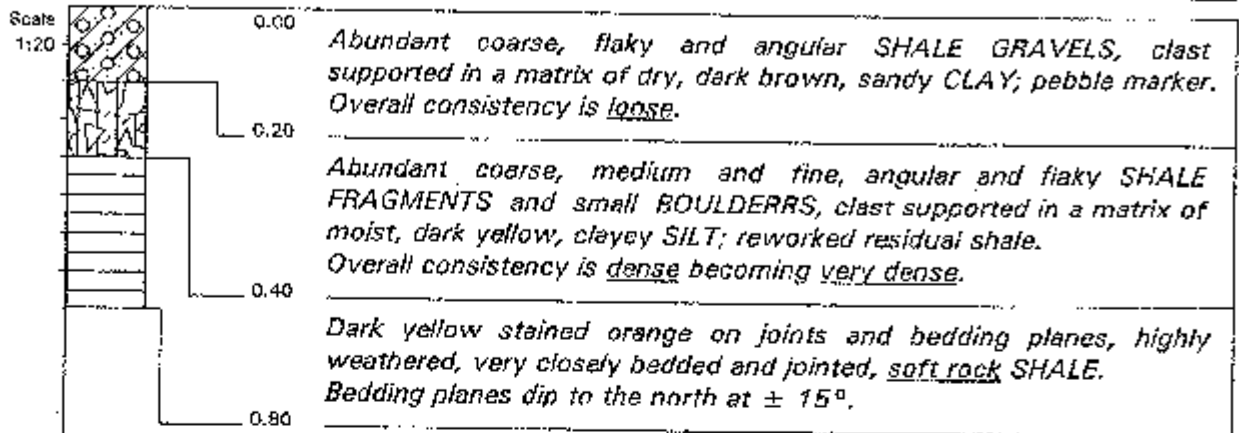 Scale
1:20
0.00
Abundant coarse, flaky and angular SHALE GRAVELS, clast
supported in a matrix of dry, dark brown, sandy CLAY; pebble marker.
Overall consistency is loose.
0.20
Abundant coarse, medium and fine, angular and flaky SHALE
FRAGMENTS and small BOULDERRS, clast supported in a matrix of
moist, dark yellow, clayey SILT; reworked residual shale.
Overall consistency is dense becoming very dense.
0.40
Dark yellow stained orange on joints and bedding planes, highly
weathered, very closely bedded and jointed, soft rock SHALE.
Bedding planes dip to the north at ± 15°.
0.80